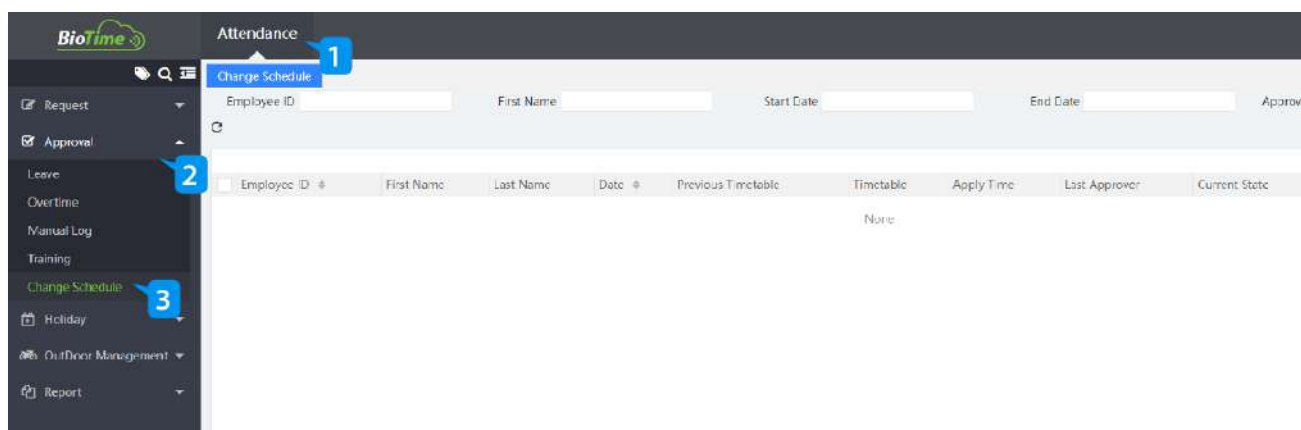 BioTime
Attendance
1
Change Schedule
Request
Employee ID
First Name
Start Date
End Date
Approv
Approval
2
Leave
Employee ID
First Name
Last Name
Date
Previous Timetable
Timetable
Apply Time
Last Approver
Current State
Overtime
None
Manual Log
Training
Change Schedule
3
Holiday
OutDoor Management
Report